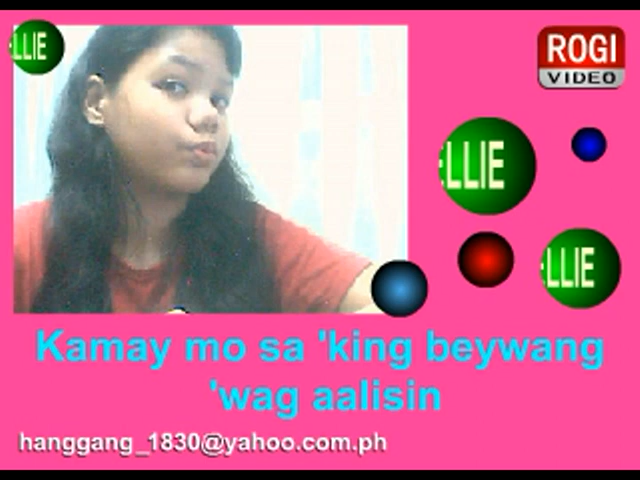 ELLIE
ROGI
VIDEO
ELLIE
ELLIE
Kamay mo sa 'king beywang
'wag aalisin
hanggang_1830@yahoo.com.ph